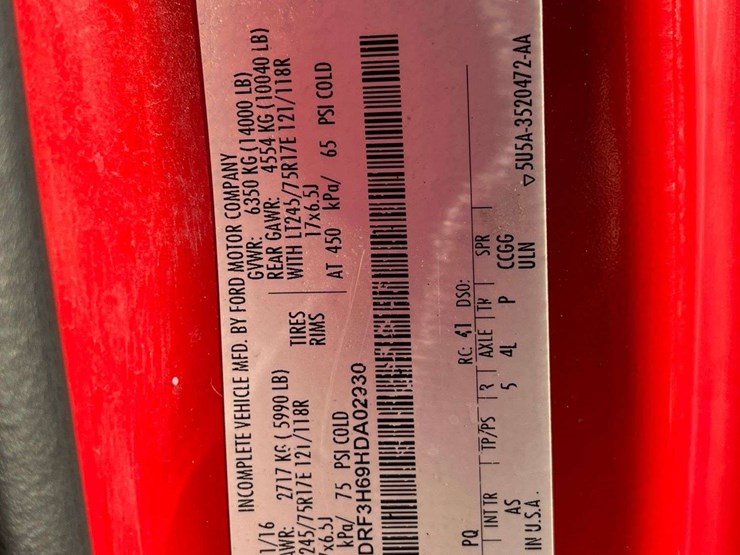 INCOMPLETE VEHICLE MFD. BY FORD MOTOR COMPANY
1/16 GVWR: 6350 KG (14000 LB)
AWR: 2717 KG ( 5990 LB) REAR GAWR: 4554 KG (10040 LB)
245/75R17E 121/118R TIRES WITH LT245/75R17E 121/118R
7x6.5J RIMS 17x6.5J
kPa/ 75 PSI COLD AT 450 kPa/ 65 PSI COLD
DRF3H69HDA02930
RC: 41 DSO:
PQ
INT TR TP/PS R AXLE TR SPR
AS 5 4L P CCGG
IN U.S.A. ULN
▽5U5A-3520472-AA